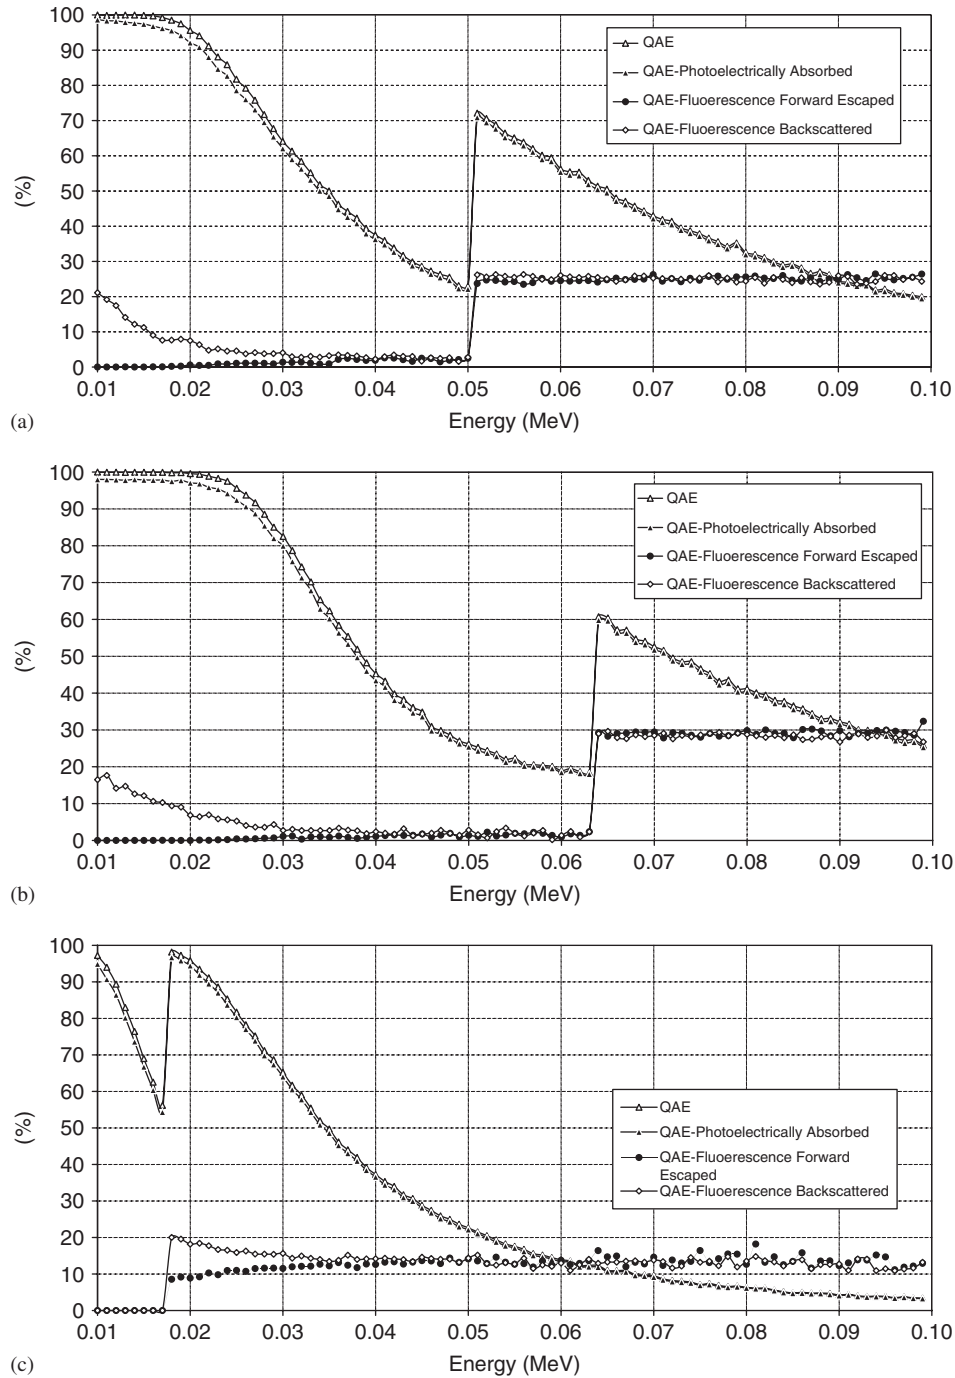 100
90
80
70
60
50
40
30
20
10
0
(%)
QAE
QAE-Photoelectrically Absorbed
QAE-Fluoerescence Forward Escaped
QAE-Fluoerescence Backscattered
0.01 0.02 0.03 0.04 0.05 0.06 0.07 0.08 0.09 0.10
(a)
Energy (MeV)
100
90
80
70
60
50
40
30
20
10
0
(%)
QAE
QAE-Photoelectrically Absorbed
QAE-Fluoerescence Forward Escaped
QAE-Fluoerescence Backscattered
0.01 0.02 0.03 0.04 0.05 0.06 0.07 0.08 0.09 0.10
(b)
Energy (MeV)
100
90
80
70
60
50
40
30
20
10
0
(%)
QAE
QAE-Photoelectrically Absorbed
QAE-Fluoerescence Forward
Escaped
QAE-Fluoerescence Backscattered
0.01 0.02 0.03 0.04 0.05 0.06 0.07 0.08 0.09 0.10
(c)
Energy (MeV)